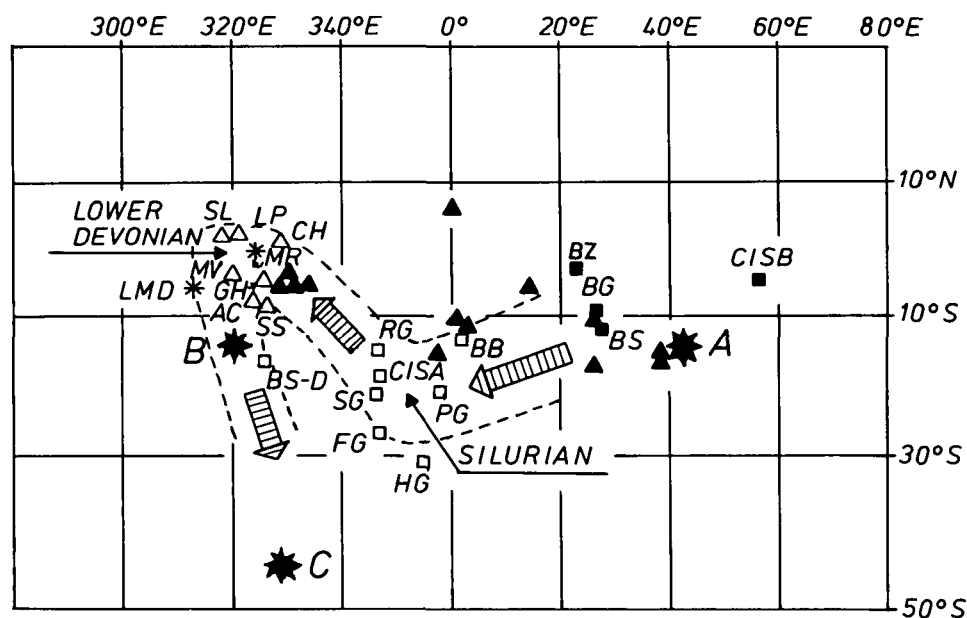 300°E 320°E 340°E 0° 20°E 40°E 60°E 80°E
10°N
LOWER DEVONIAN
SL
LP
CH
MV
LMR
LMD
GH
AC
SS
B
BS-D
RG
CISA
SG
FG
HG
PG
BB
BZ
BG
BS
CISB
10°S
A
SILURIAN
30°S
C
50°S